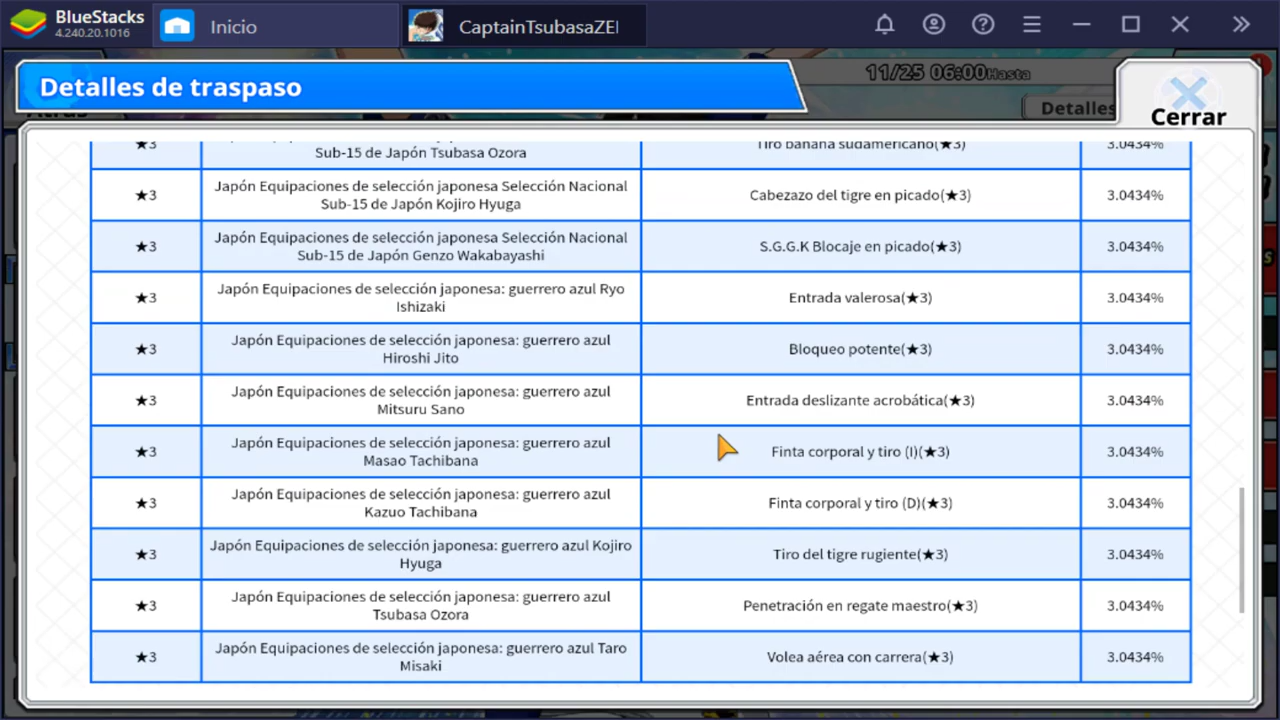 BlueStacks
4.240.20.1016
Inicio
CaptainTsubasaZEI
11/25 06:00Hasta
Detalles de traspaso
Detalles
Atrás
Cerrar
★3
Sub-15 de Japón Tsubasa Ozora
Tiro banana sudamericano(★3)
3.0434%
★3
Japón Equipaciones de selección japonesa Selección Nacional
Sub-15 de Japón Kojiro Hyuga
Cabezazo del tigre en picado(★3)
3.0434%
★3
Japón Equipaciones de selección japonesa Selección Nacional
Sub-15 de Japón Genzo Wakabayashi
S.G.G.K Blocaje en picado(★3)
3.0434%
★3
Japón Equipaciones de selección japonesa: guerrero azul Ryo
Ishizaki
Entrada valerosa(★3)
3.0434%
★3
Japón Equipaciones de selección japonesa: guerrero azul
Hiroshi Jito
Bloqueo potente(★3)
3.0434%
★3
Japón Equipaciones de selección japonesa: guerrero azul
Mitsuru Sano
Entrada deslizante acrobática(★3)
3.0434%
★3
Japón Equipaciones de selección japonesa: guerrero azul
Masao Tachibana
Finta corporal y tiro (I)(★3)
3.0434%
★3
Japón Equipaciones de selección japonesa: guerrero azul
Kazuo Tachibana
Finta corporal y tiro (D)(★3)
3.0434%
★3
Japón Equipaciones de selección japonesa: guerrero azul Kojiro
Hyuga
Tiro del tigre rugiente(★3)
3.0434%
★3
Japón Equipaciones de selección japonesa: guerrero azul
Tsubasa Ozora
Penetración en regate maestro(★3)
3.0434%
★3
Japón Equipaciones de selección japonesa: guerrero azul Taro
Misaki
Volea aérea con carrera(★3)
3.0434%